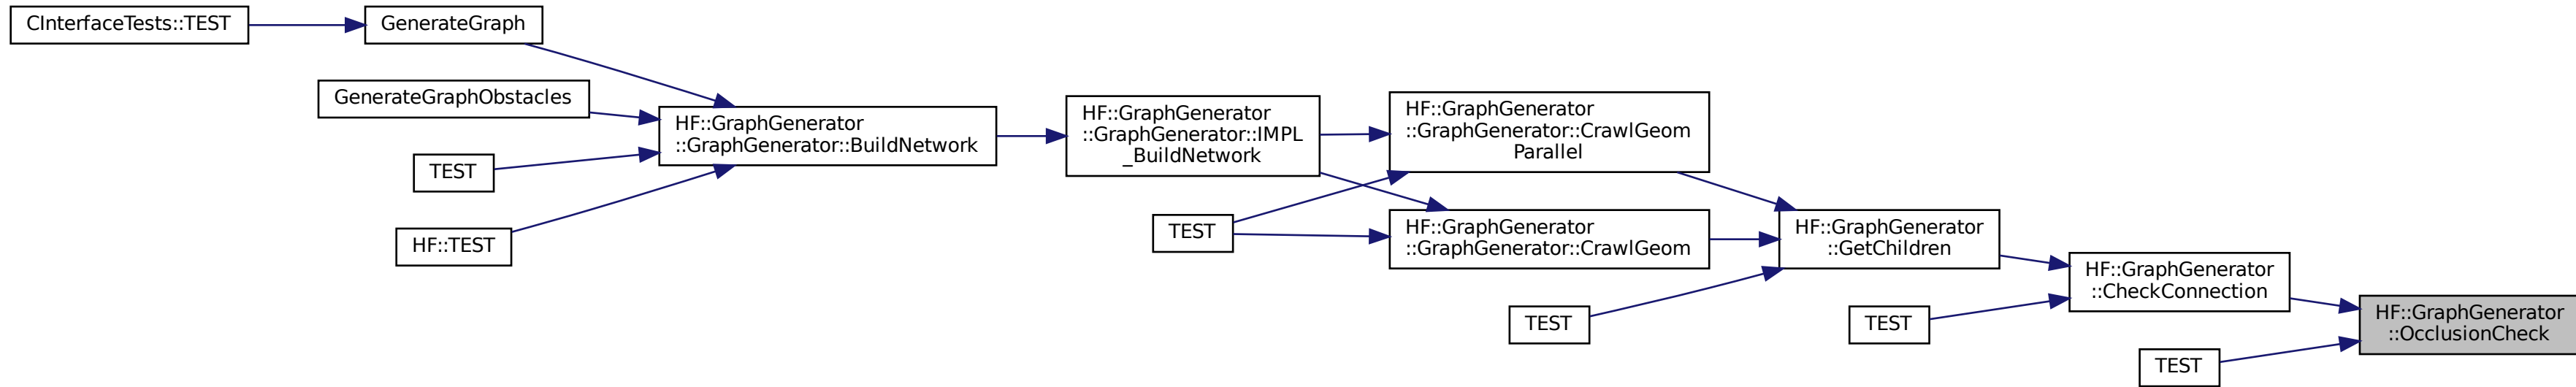 CInterfaceTests::TEST
GenerateGraph
GenerateGraphObstacles
TEST
HF::TEST
HF::GraphGenerator
::GraphGenerator::BuildNetwork
HF::GraphGenerator
::GraphGenerator::IMPL
_BuildNetwork
TEST
HF::GraphGenerator
::GraphGenerator::CrawlGeom
Parallel
HF::GraphGenerator
::GraphGenerator::CrawlGeom
TEST
HF::GraphGenerator
::GetChildren
TEST
HF::GraphGenerator
::CheckConnection
TEST
HF::GraphGenerator
::OcclusionCheck